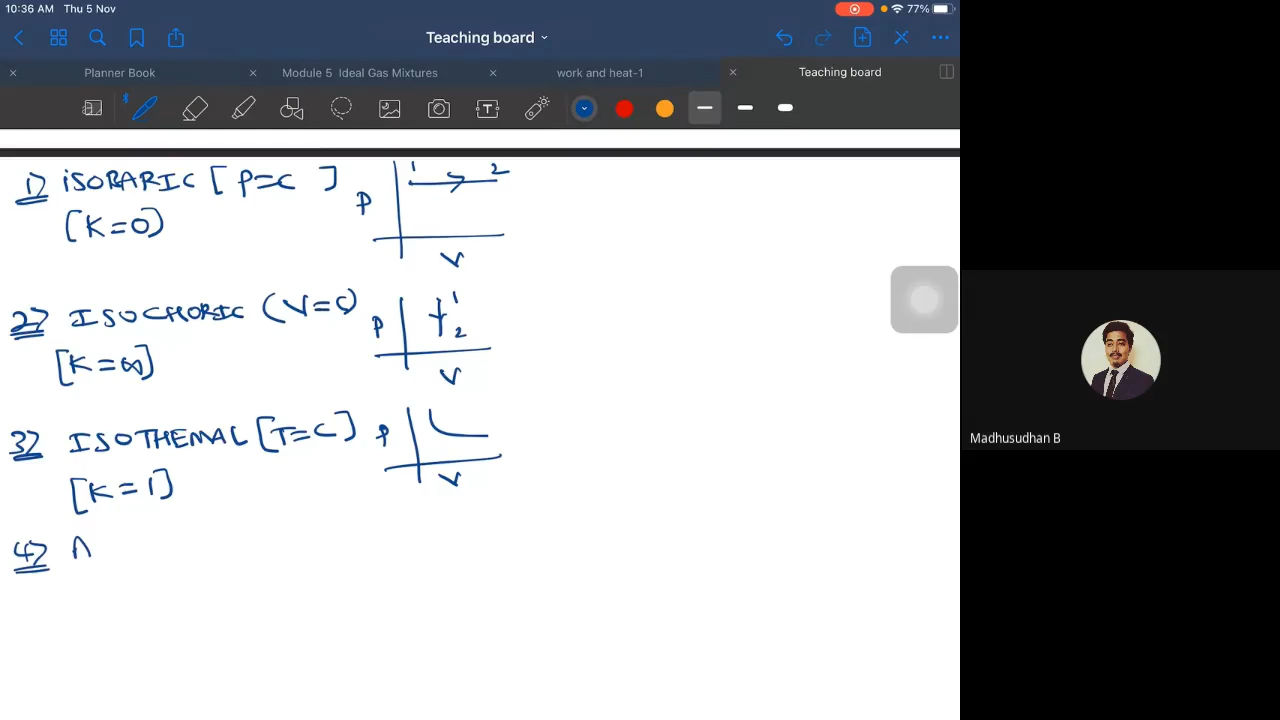 10:36 AM Thu 5 Nov
77%
Teaching board
Planner Book
Module 5 Ideal Gas Mixtures
work and heat-1
Teaching board
T
1) ISOBARIC [P=C]
1 2
P
[K=0]
V
2) ISOCHORIC (V=C)
1
P
2
[K=∞]
V
3) ISOTHEMAL [T=C]
P
[K=1]
V
4) A
Madhusudhan B